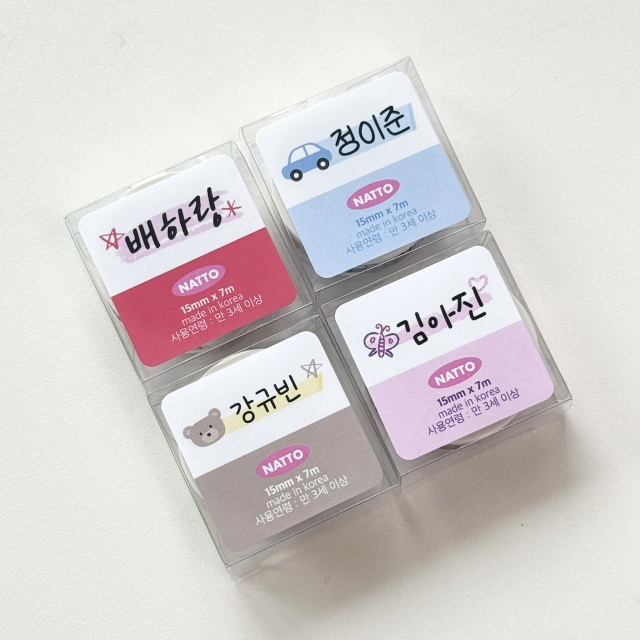 배하랑
NATTO
15mm x 7m
made in korea
사용연령 : 만 3세 이상
정이준
NATTO
15mm x 7m
made in korea
사용연령 : 만 3세 이상
강규빈
NATTO
15mm x 7m
made in korea
사용연령 : 만 3세 이상
김아진
NATTO
15mm x 7m
made in korea
사용연령 : 만 3세 이상